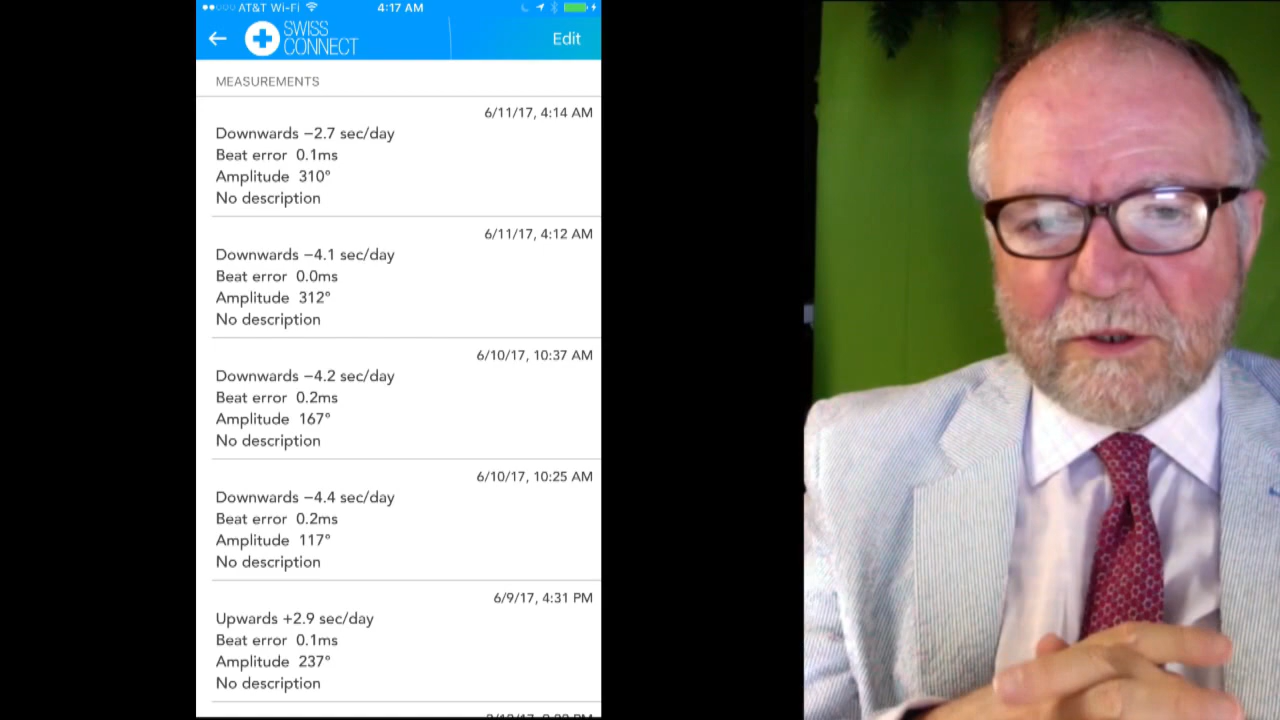 AT&T Wi-Fi 4:17 AM
SWISS
CONNECT
Edit
MEASUREMENTS
6/11/17, 4:14 AM
Downwards −2.7 sec/day
Beat error 0.1ms
Amplitude 310°
No description
6/11/17, 4:12 AM
Downwards −4.1 sec/day
Beat error 0.0ms
Amplitude 312°
No description
6/10/17, 10:37 AM
Downwards −4.2 sec/day
Beat error 0.2ms
Amplitude 167°
No description
6/10/17, 10:25 AM
Downwards −4.4 sec/day
Beat error 0.2ms
Amplitude 117°
No description
6/9/17, 4:31 PM
Upwards +2.9 sec/day
Beat error 0.1ms
Amplitude 237°
No description